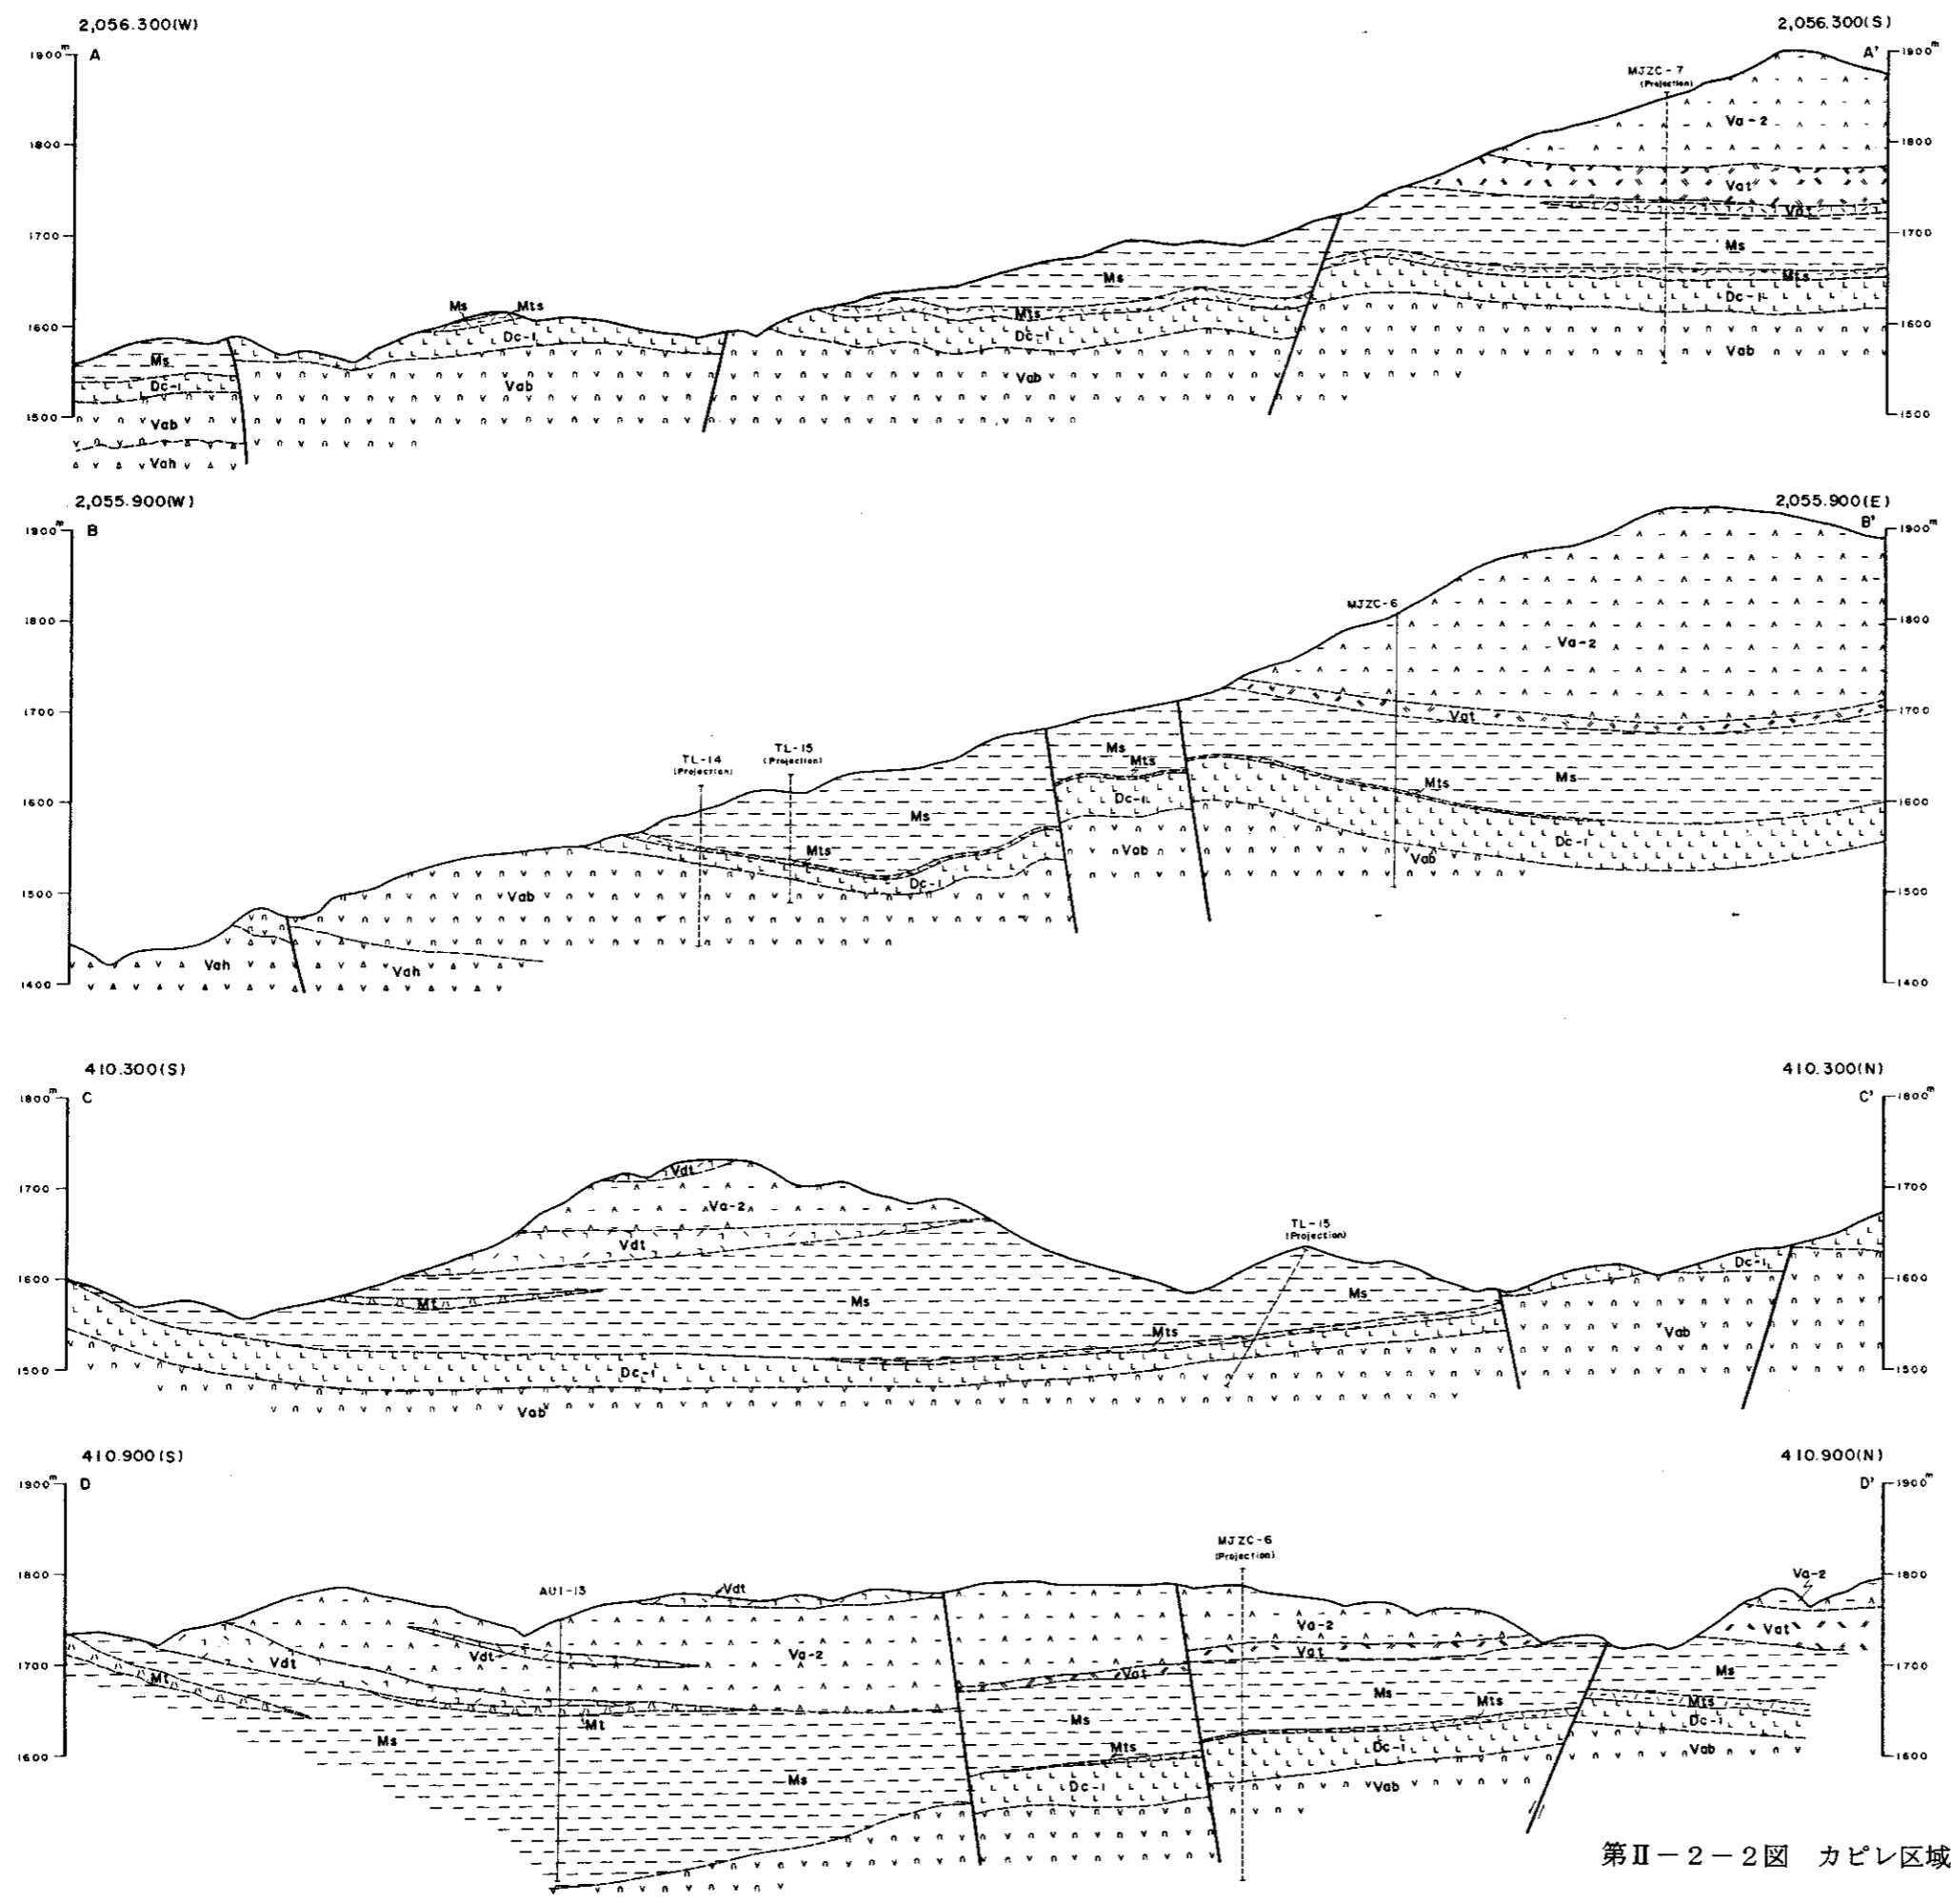 2,056.300(W)
2,056.300(S)
1900m A
A' 1900m
MJZC-7
(Projection)
Va-2
1800
1800
Vat
Vat
1700
1700
Ms
Ms
Mts
Ms
Mts
Mts
Dc-1
1600
1600
Dc-1
Dc-1
Ms
Vab
Dc-1
Vab
Vab
1500
1500
Vab
Vah
2,055.900(W)
2,055.900(E)
1900m B
B' 1900m
MJZC-6
1800
1800
Va-2
1700
Vat
1700
TL-14
(Projection)
TL-15
(Projection)
Ms
Mts
Ms
Mts
1600
1600
Dc-1
Ms
Mts
Dc-1
Vab
Vab
Dc-1
1500
Vab
1500
Vah
Vah
1400
1400
410.300(S)
410.300(N)
1800m C
C' 1800m
Vdt
1700
1700
Va-2
TL-15
(Projection)
Vdt
1600
1600
Dc-1
Mt
Ms
Ms
Mts
Vab
1500
1500
Dc-1
Vab
410.900(S)
410.900(N)
1900m D
D' 1900m
MJZC-6
(Projection)
1800
1800
AUI-13
Vdt
Va-2
Va-2
Vat
Vdt
Vdt
Va-2
Vat
1700
1700
Mt
Vat
Ms
Ms
Mts
Mts
Mt
Ms
Dc-1
Ms
Mts
Dc-1
Vab
1600
1600
Ms
Dc-1
Vab
第Ⅱ-2-2図 カピレ区域